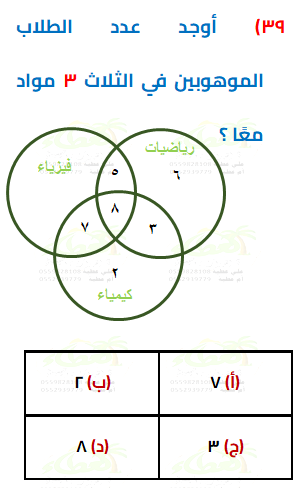 ٣٩) أوجد عدد الطلاب
الموهوبين في الثلاث ٣ مواد
معًا ؟
فيزياء رياضيات
٥ ٦
٨
٧ ٣
٢
كيمياء
(أ) ٧ (ب) ٢
(ج) ٣ (د) ٨